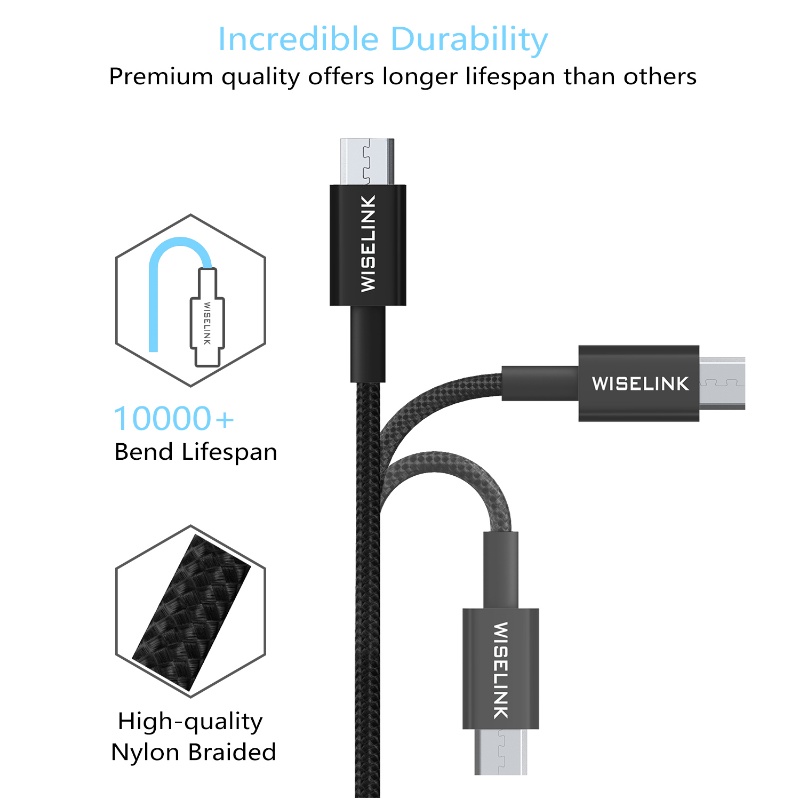 Incredible Durability
Premium quality offers longer lifespan than others
WISELINK
WISELINK
WISELINK
10000+
Bend Lifespan
WISELINK
High-quality
Nylon Braided